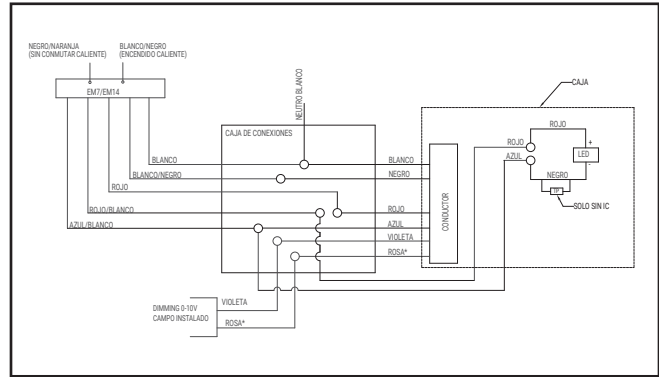 NEGRO/NARANJA
(SIN CONMUTAR CALIENTE)
BLANCO/NEGRO
(ENCENDIDO CALIENTE)
EM7/EM14
NEUTRO BLANCO
CAJA
CAJA DE CONEXIONES
ROJO
ROJO
AZUL
+
LED
-
NEGRO
TP
SOLO SIN IC
BLANCO
BLANCO
BLANCO/NEGRO
NEGRO
ROJO
ROJO/BLANCO
ROJO
AZUL/BLANCO
AZUL
VIOLETA
ROSA*
CONDUCTOR
DIMMING 0-10V
CAMPO INSTALADO
VIOLETA
ROSA*